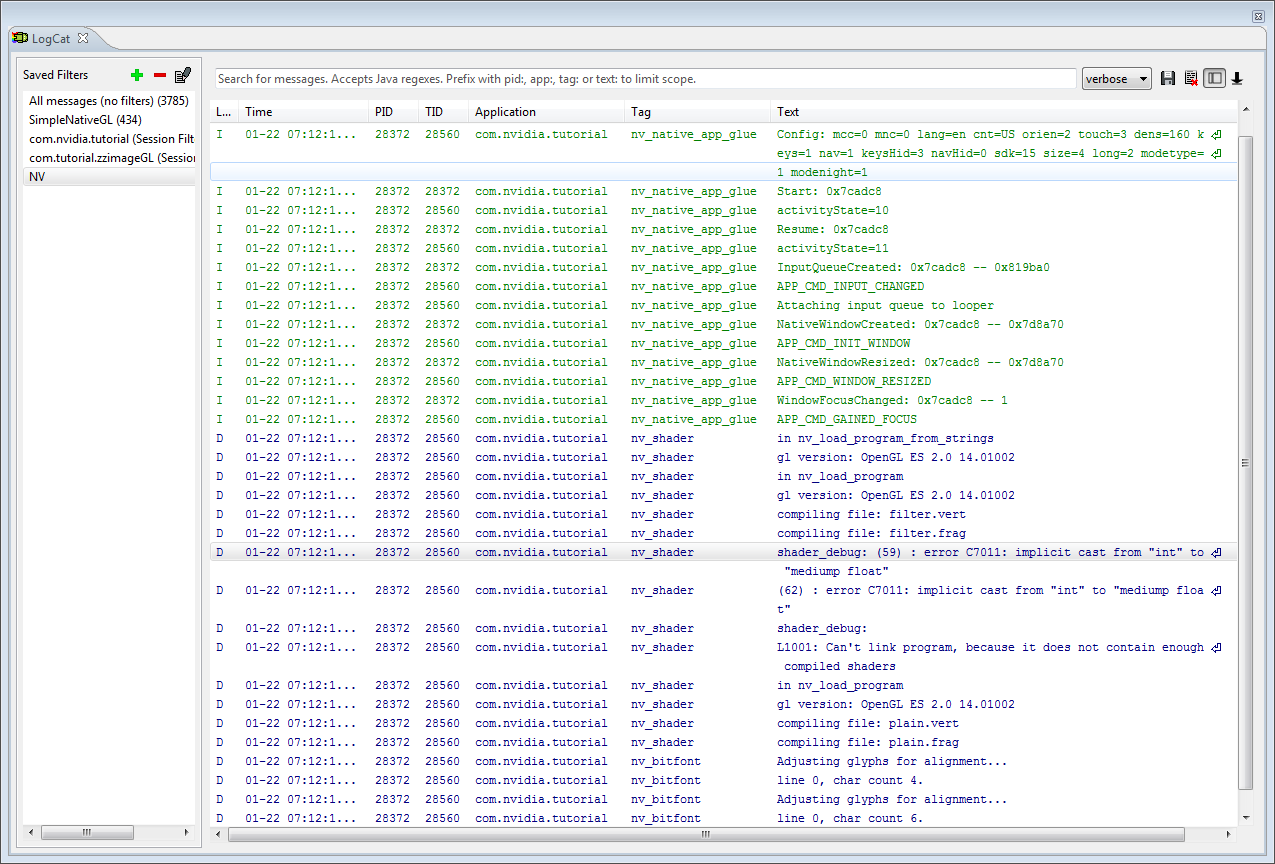 LogCat
Saved Filters
All messages (no filters) (3785)
SimpleNativeGL (434)
com.nvidia.tutorial (Session Filt
com.tutorial.zzimageGL (Session
NV
Search for messages. Accepts Java regexes. Prefix with pid:, app:, tag: or text: to limit scope.
verbose
L... Time PID TID Application Tag Text
I 01-22 07:12:1... 28372 28560 com.nvidia.tutorial nv_native_app_glue Config: mcc=0 mnc=0 lang=en cnt=US orien=2 touch=3 dens=160 k
eys=1 nav=1 keysHid=3 navHid=0 sdk=15 size=4 long=2 modetype=
1 modenight=1
I 01-22 07:12:1... 28372 28372 com.nvidia.tutorial nv_native_app_glue Start: 0x7cadc8
I 01-22 07:12:1... 28372 28560 com.nvidia.tutorial nv_native_app_glue activityState=10
I 01-22 07:12:1... 28372 28372 com.nvidia.tutorial nv_native_app_glue Resume: 0x7cadc8
I 01-22 07:12:1... 28372 28560 com.nvidia.tutorial nv_native_app_glue activityState=11
I 01-22 07:12:1... 28372 28372 com.nvidia.tutorial nv_native_app_glue InputQueueCreated: 0x7cadc8 -- 0x819ba0
I 01-22 07:12:1... 28372 28560 com.nvidia.tutorial nv_native_app_glue APP_CMD_INPUT_CHANGED
I 01-22 07:12:1... 28372 28560 com.nvidia.tutorial nv_native_app_glue Attaching input queue to looper
I 01-22 07:12:1... 28372 28372 com.nvidia.tutorial nv_native_app_glue NativeWindowCreated: 0x7cadc8 -- 0x7d8a70
I 01-22 07:12:1... 28372 28560 com.nvidia.tutorial nv_native_app_glue APP_CMD_INIT_WINDOW
I 01-22 07:12:1... 28372 28372 com.nvidia.tutorial nv_native_app_glue NativeWindowResized: 0x7cadc8 -- 0x7d8a70
I 01-22 07:12:1... 28372 28560 com.nvidia.tutorial nv_native_app_glue APP_CMD_WINDOW_RESIZED
I 01-22 07:12:1... 28372 28372 com.nvidia.tutorial nv_native_app_glue WindowFocusChanged: 0x7cadc8 -- 1
I 01-22 07:12:1... 28372 28560 com.nvidia.tutorial nv_native_app_glue APP_CMD_GAINED_FOCUS
D 01-22 07:12:1... 28372 28560 com.nvidia.tutorial nv_shader in nv_load_program_from_strings
D 01-22 07:12:1... 28372 28560 com.nvidia.tutorial nv_shader gl version: OpenGL ES 2.0 14.01002
D 01-22 07:12:1... 28372 28560 com.nvidia.tutorial nv_shader in nv_load_program
D 01-22 07:12:1... 28372 28560 com.nvidia.tutorial nv_shader gl version: OpenGL ES 2.0 14.01002
D 01-22 07:12:1... 28372 28560 com.nvidia.tutorial nv_shader compiling file: filter.vert
D 01-22 07:12:1... 28372 28560 com.nvidia.tutorial nv_shader compiling file: filter.frag
D 01-22 07:12:1... 28372 28560 com.nvidia.tutorial nv_shader shader_debug: (59) : error C7011: implicit cast from "int" to
"mediump float"
D 01-22 07:12:1... 28372 28560 com.nvidia.tutorial nv_shader (62) : error C7011: implicit cast from "int" to "mediump floa
t"
D 01-22 07:12:1... 28372 28560 com.nvidia.tutorial nv_shader shader_debug:
D 01-22 07:12:1... 28372 28560 com.nvidia.tutorial nv_shader L1001: Can't link program, because it does not contain enough
compiled shaders
D 01-22 07:12:1... 28372 28560 com.nvidia.tutorial nv_shader in nv_load_program
D 01-22 07:12:1... 28372 28560 com.nvidia.tutorial nv_shader gl version: OpenGL ES 2.0 14.01002
D 01-22 07:12:1... 28372 28560 com.nvidia.tutorial nv_shader compiling file: plain.vert
D 01-22 07:12:1... 28372 28560 com.nvidia.tutorial nv_shader compiling file: plain.frag
D 01-22 07:12:1... 28372 28560 com.nvidia.tutorial nv_bitfont Adjusting glyphs for alignment...
D 01-22 07:12:1... 28372 28560 com.nvidia.tutorial nv_bitfont line 0, char count 4.
D 01-22 07:12:1... 28372 28560 com.nvidia.tutorial nv_bitfont Adjusting glyphs for alignment...
D 01-22 07:12:1... 28372 28560 com.nvidia.tutorial nv_bitfont line 0, char count 6.